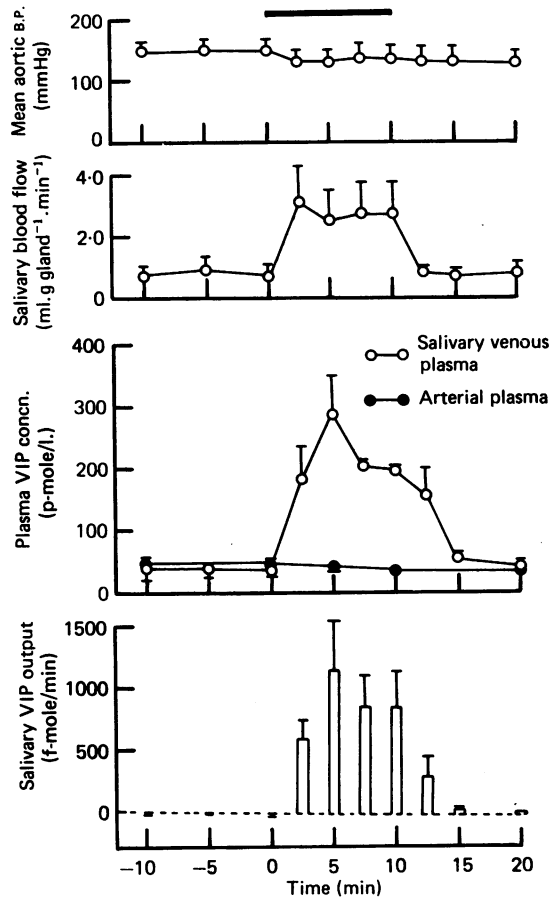 200
100
0
Mean aortic B.P.
(mmHg)
4·0
2·0
0
Salivary blood flow
(ml.g gland⁻¹.min⁻¹)
400
300
200
100
0
Plasma VIP concn.
(p-mole/l.)
Salivary venous
plasma
Arterial plasma
1500
1000
500
0
Salivary VIP output
(f-mole/min)
−10 −5 0 5 10 15 20
Time (min)